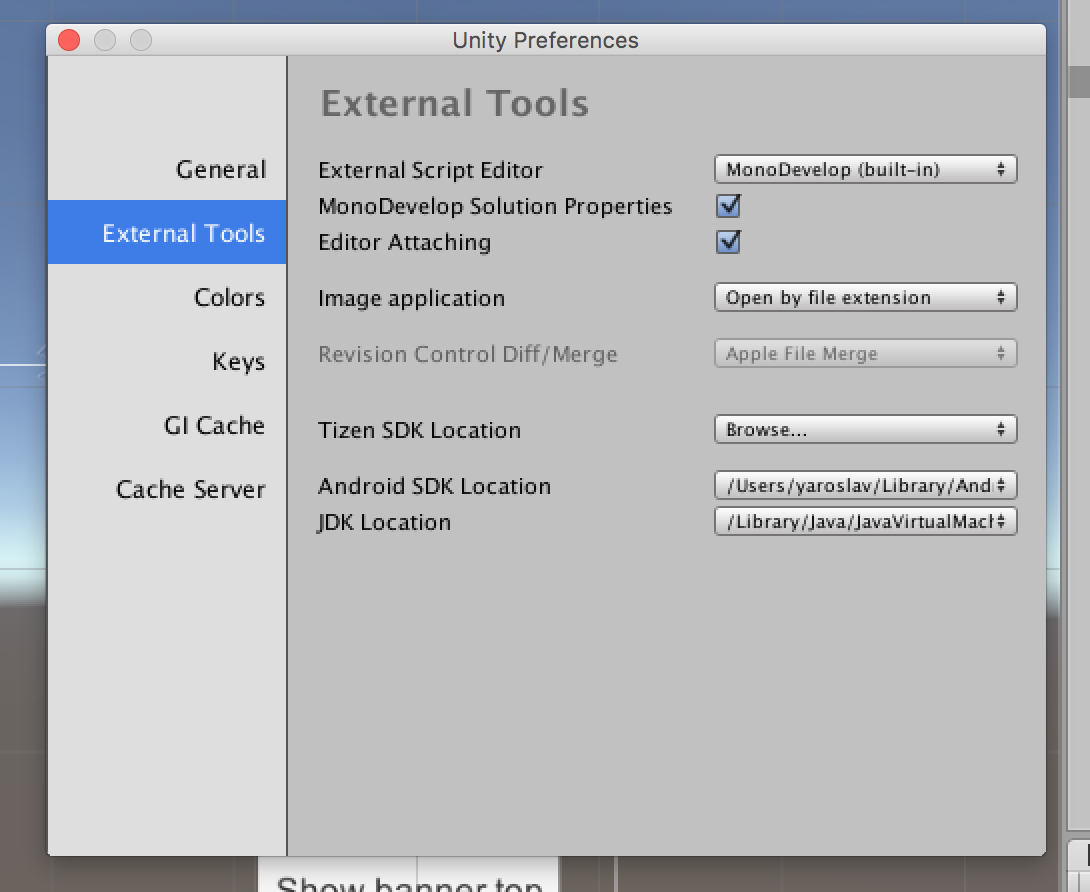 Unity Preferences
External Tools
General
External Tools
Colors
Keys
GI Cache
Cache Server
External Script Editor MonoDevelop (built-in)
MonoDevelop Solution Properties
Editor Attaching
Image application Open by file extension
Revision Control Diff/Merge Apple File Merge
Tizen SDK Location Browse...
Android SDK Location /Users/yaroslav/Library/And
JDK Location /Library/Java/JavaVirtualMach
Show banner top